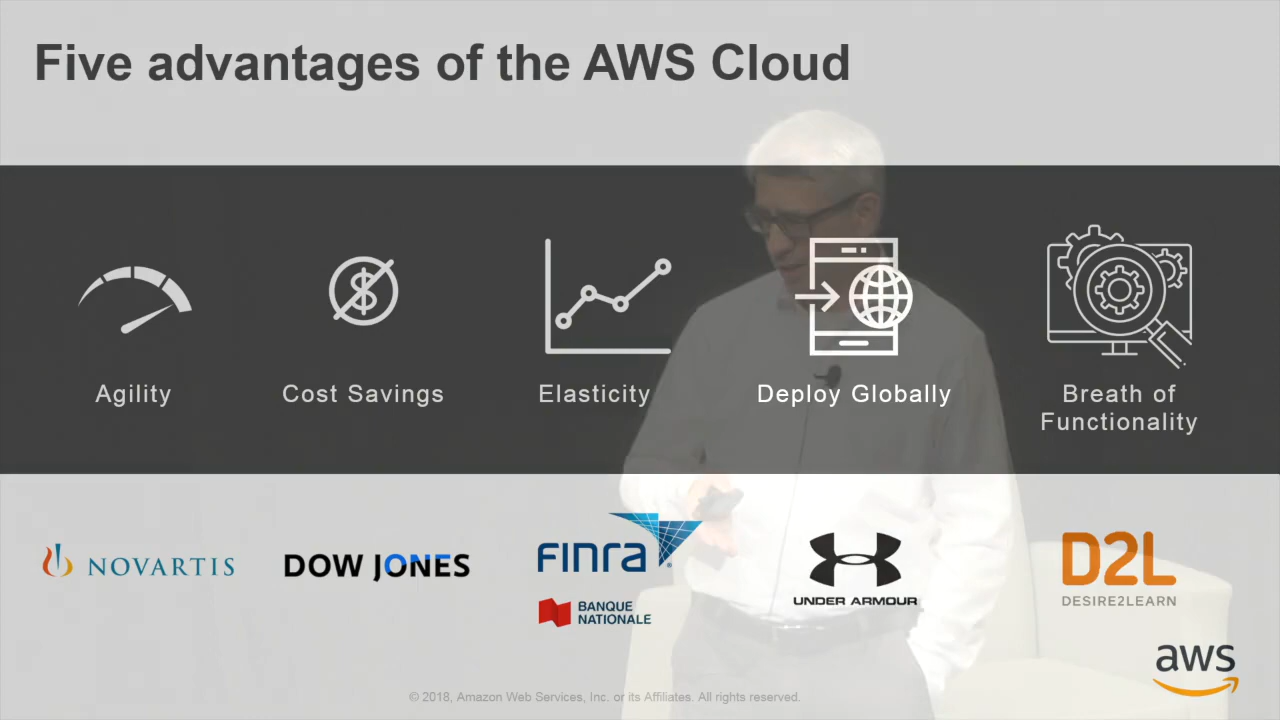 Five advantages of the AWS Cloud
Agility
Cost Savings
Elasticity
Deploy Globally
Breath of
Functionality
NOVARTIS
DOW JONES
FINra
BANQUE
NATIONALE
UNDER ARMOUR
D2L
DESIRE2LEARN
aws
© 2018, Amazon Web Services, Inc. or its Affiliates. All rights reserved.